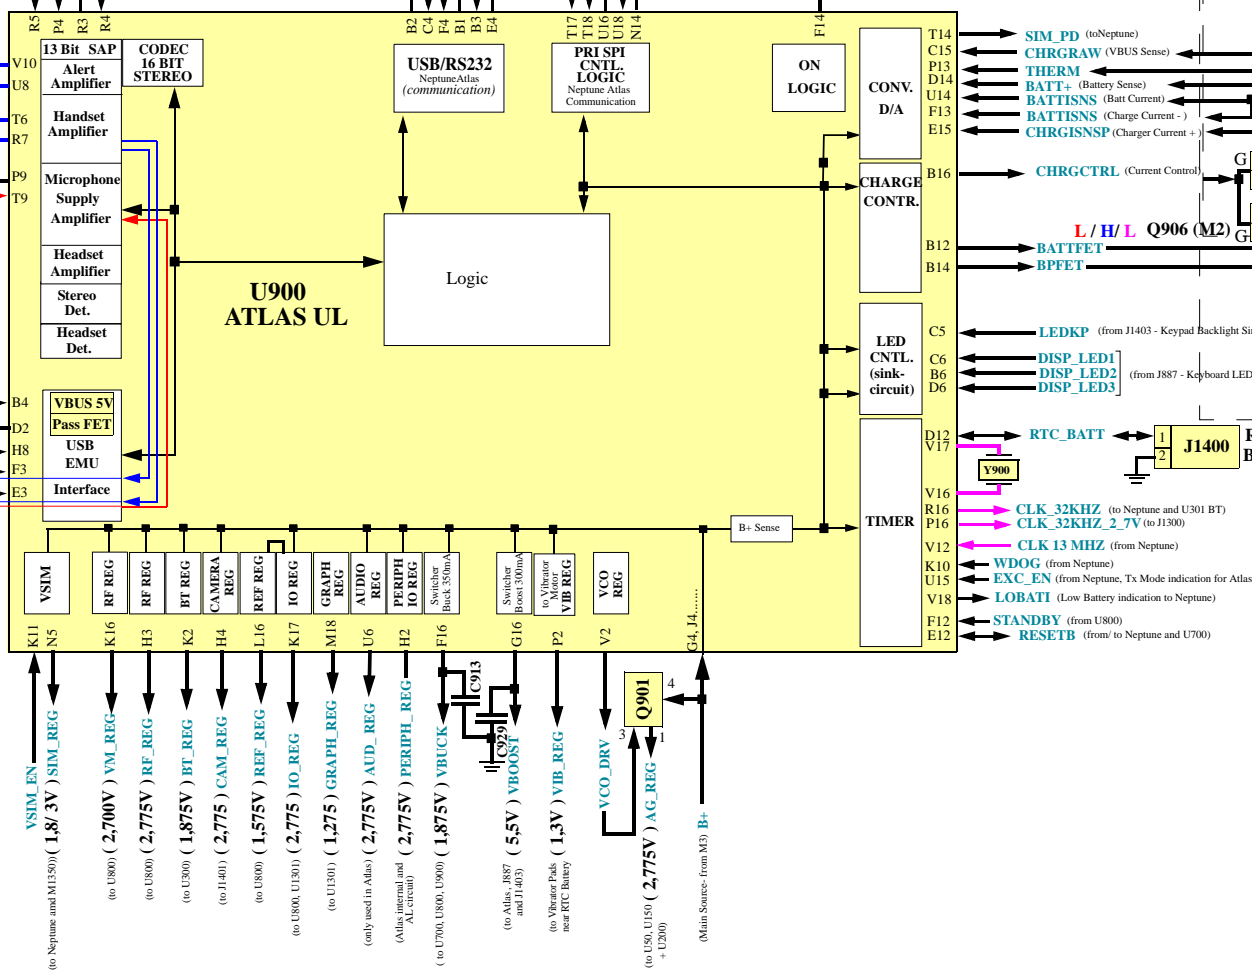 R5 P4 R3 R4 B2 C4 F4 B1 B3 E4 T17 T18 U16 U18 N14 F14
13 Bit SAP
Alert
Amplifier
Handset
Amplifier
Microphone
Supply
Amplifier
Headset
Amplifier
Stereo
Det.
Headset
Det.
CODEC
16 BIT
STEREO
USB/RS232
NeptuneAtlas
(communication)
PRI SPI
CNTL.
LOGIC
Neptune Atlas
Communication
ON
LOGIC
CONV.
D/A
CHARGE
CONTR.
LED
CNTL.
(sink-
circuit)
TIMER
V10
U8
T6
R7
P9
T9
B4
D2
H8
F3
E3
VBUS 5V
Pass FET
USB
EMU
Interface
Logic
U900
ATLAS UL
B+ Sense
T14 SIM_PD (toNeptune)
C15 CHRGRAW (VBUS Sense)
P13 THERM
D14 BATT+ (Battery Sense)
U14 BATTISNS (Batt Current)
F13 BATTISNS (Charge Current - )
E15 CHRGISNSP (Charger Current + )
B16 CHRGCTRL (Current Control)
G
G
L / H/ L Q906 (M2)
B12 BATTFET
B14 BPFET
C5 LEDKP (from J1403 - Keypad Backlight Si
C6 DISP_LED1
B6 DISP_LED2 (from J887 - Keyboard LED
D6 DISP_LED3
D12 RTC_BATT 1 2 J1400
R
B
V17
Y900
V16
R16 CLK_32KHZ (to Neptune and U301 BT)
P16 CLK_32KHZ_2_7V (to J1300)
V12 CLK 13 MHZ (from Neptune)
K10 WDOG (from Neptune)
U15 EXC_EN (from Neptune, Tx Mode indication for Atlas
V18 LOBATI (Low Battery indication to Neptune)
F12 STANDBY (from U800)
E12 RESETB (from/ to Neptune and U700)
VSIM
RF REG
RF REG
BT REG
CAMERA
REG
REF REG
IO REG
GRAPH
REG
AUDIO
REG
PERIPH
IO REG
Switcher
Buck 350mA
Switcher
Boost 300mA
to Vibrator
Motor
VIB REG
VCO
REG
K11 N5 K16 H3 K2 H4 L16 K17 M18 U6 H2 F16 G16 P2 V2 G4, J4.......
C913
C929
Q901
4
3
1
VSIM_EN
(to Neptune amd M1350)) ( 1,8/ 3V ) SIM_REG
(to U800) ( 2,700V ) VM_REG
(to U800) ( 2,775V ) RF_REG
(to U300) ( 1,875V ) BT_REG
(to J1401) ( 2,775 ) CAM_REG
(to U800) ( 1,575V ) REF_REG
(to U800, U1301) ( 2,775 ) IO_REG
(to U1301) ( 1,275 ) GRAPH_REG
(only used in Atlas) ( 2,775V ) AUD_REG
(Atlas internal and
AL circuit) ( 2,775V ) PERIPH_ REG
( to U700, U800, U900) ( 1,875V ) VBUCK
(to Atlas, J887
and J1403) ( 5,5V ) VBOOST
(to Vibrator Pads
near RTC Battery ( 1,3V ) VIB_REG
VCO_DRV
(to U50, U150
+ U200) ( 2,775V ) AG_REG
(Main Source- from M3) B+